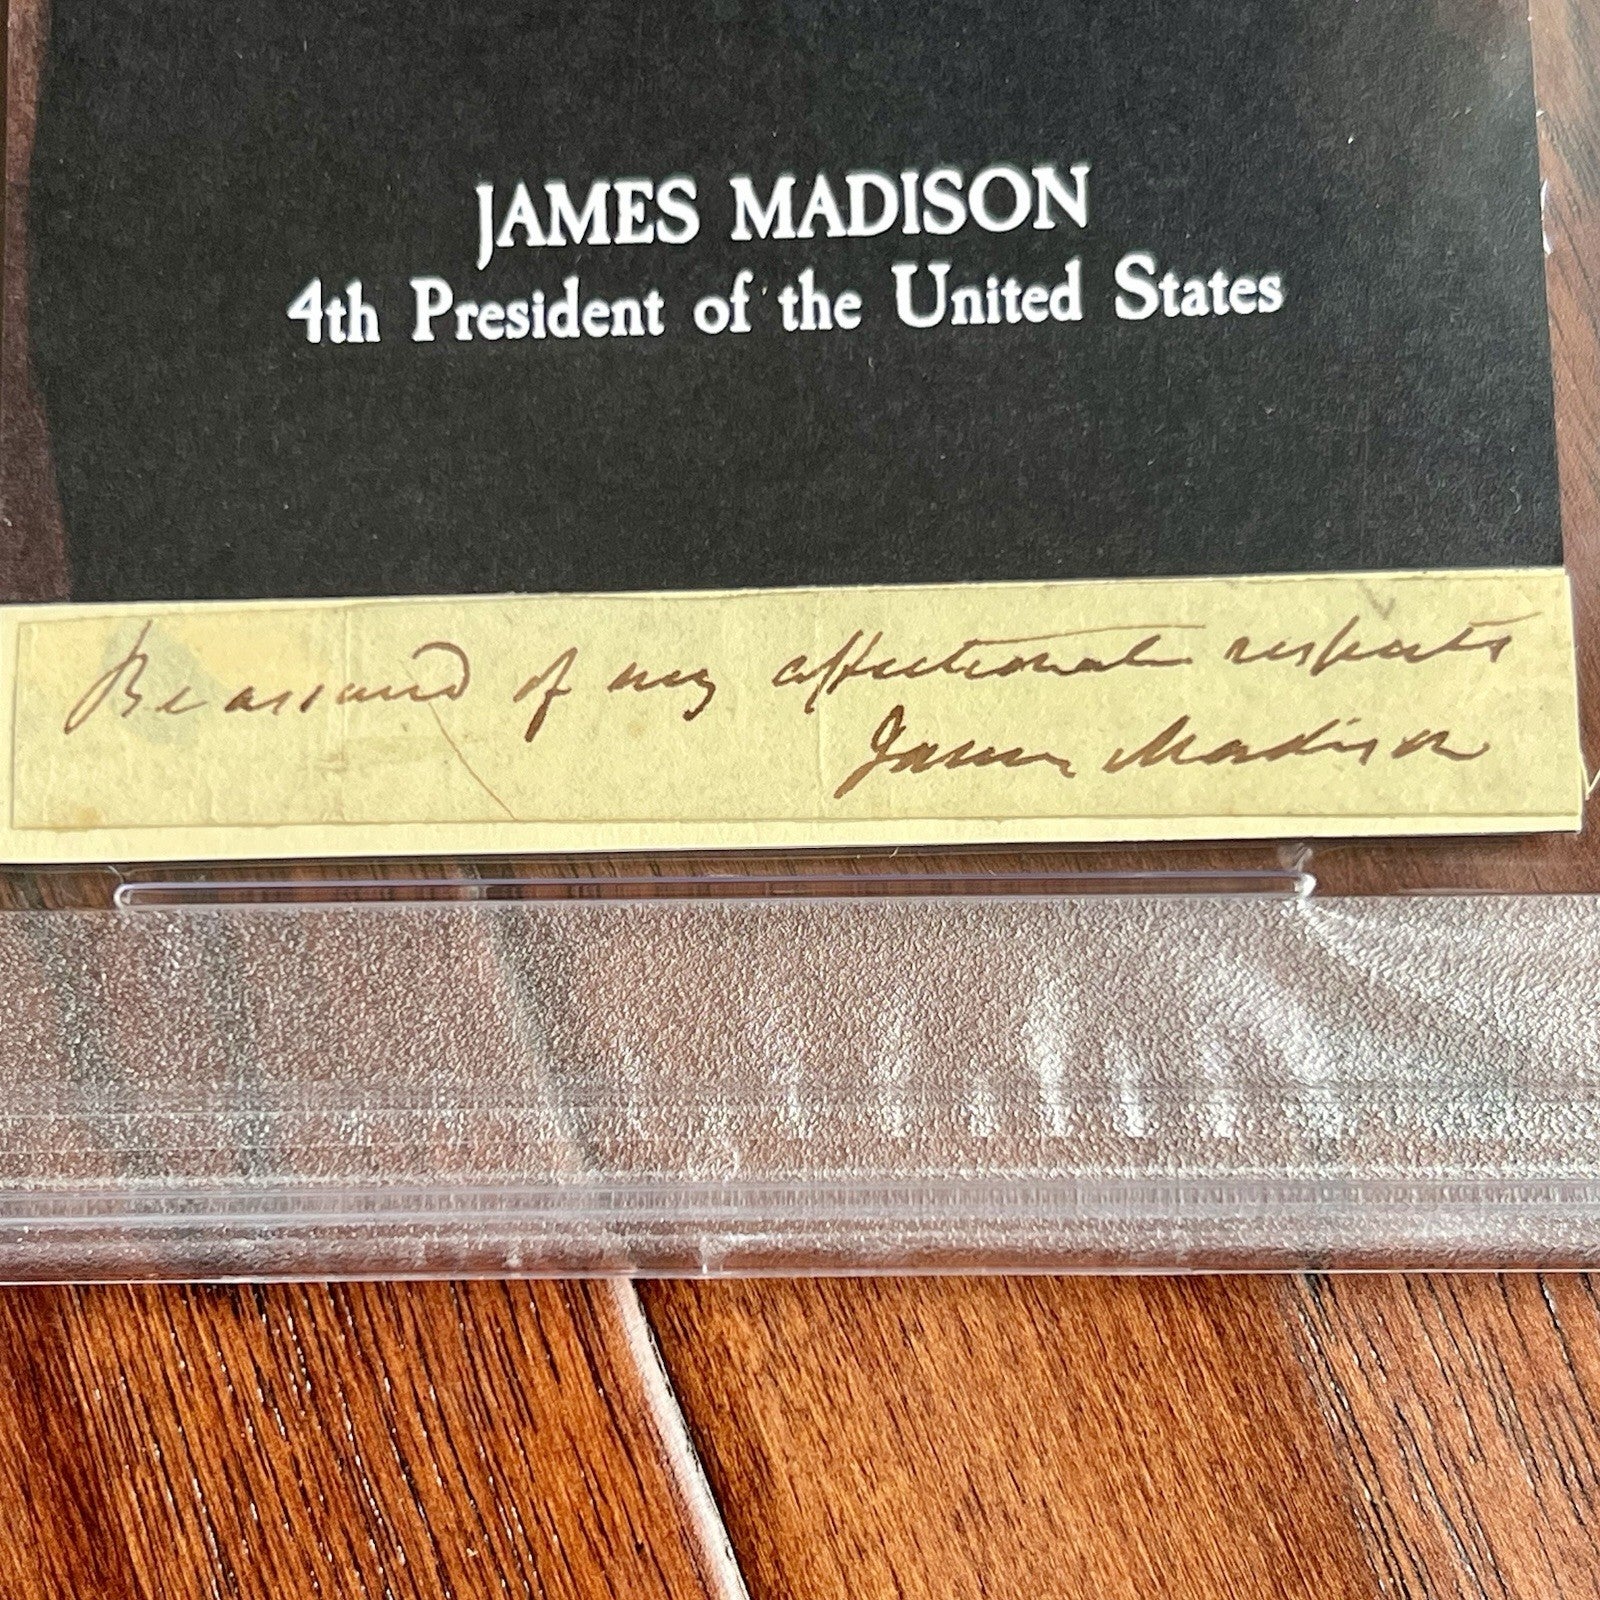 JAMES MADISON
4th President of the United States
Be assured of my affectionate respects
James Madison